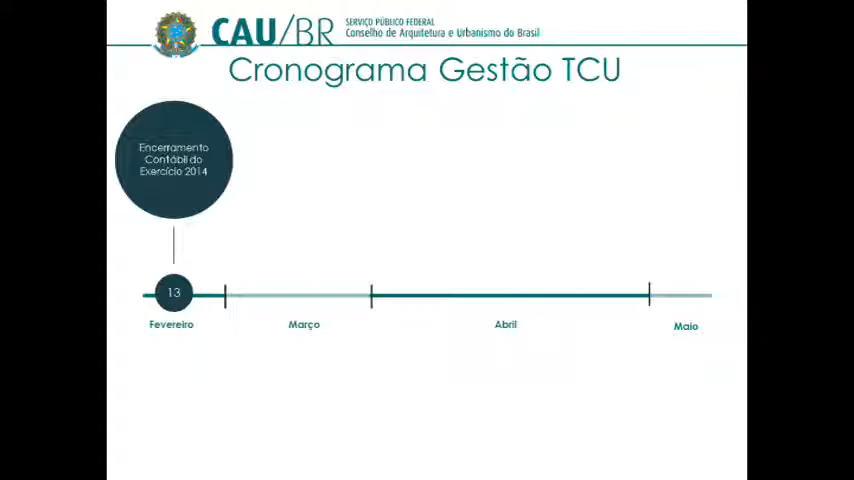 CAU/BR
SERVIÇO PÚBLICO FEDERAL
Conselho de Arquitetura e Urbanismo do Brasil
Cronograma Gestão TCU
Encerramento
Contábil do
Exercício 2014
13
Fevereiro
Março
Abril
Maio